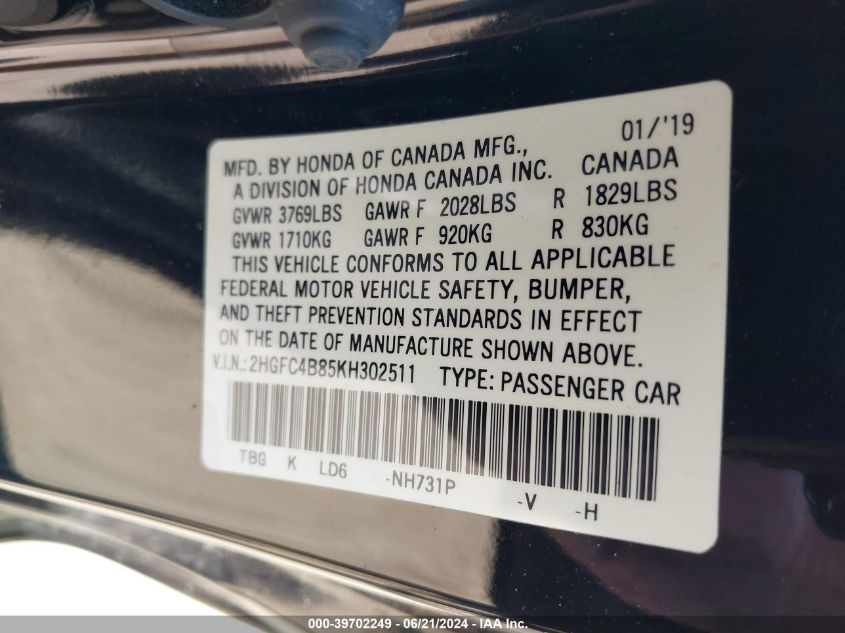 01/'19
MFD. BY HONDA OF CANADA MFG.,
A DIVISION OF HONDA CANADA INC. CANADA
GVWR 3769LBS GAWR F 2028LBS R 1829LBS
GVWR 1710KG GAWR F 920KG R 830KG
THIS VEHICLE CONFORMS TO ALL APPLICABLE
FEDERAL MOTOR VEHICLE SAFETY, BUMPER,
AND THEFT PREVENTION STANDARDS IN EFFECT
ON THE DATE OF MANUFACTURE SHOWN ABOVE.
V.I.N.:2HGFC4B85KH302511 TYPE: PASSENGER CAR
TBG K LD6 -NH731P -V -H
000-39702249 - 06/21/2024 - IAA Inc.